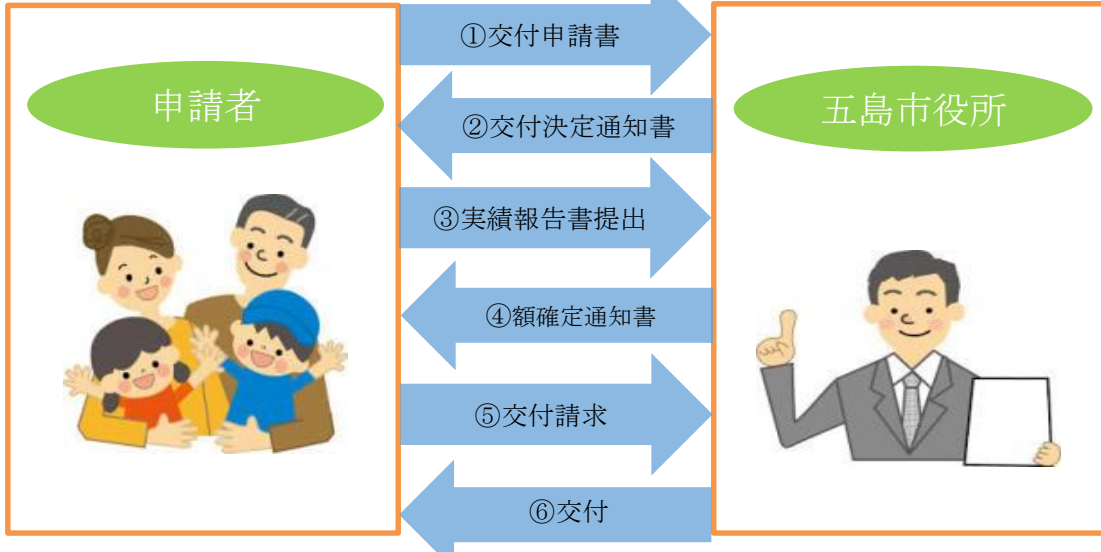 申請者
①交付申請書
②交付決定通知書
③実績報告書提出
④額確定通知書
⑤交付請求
⑥交付
五島市役所